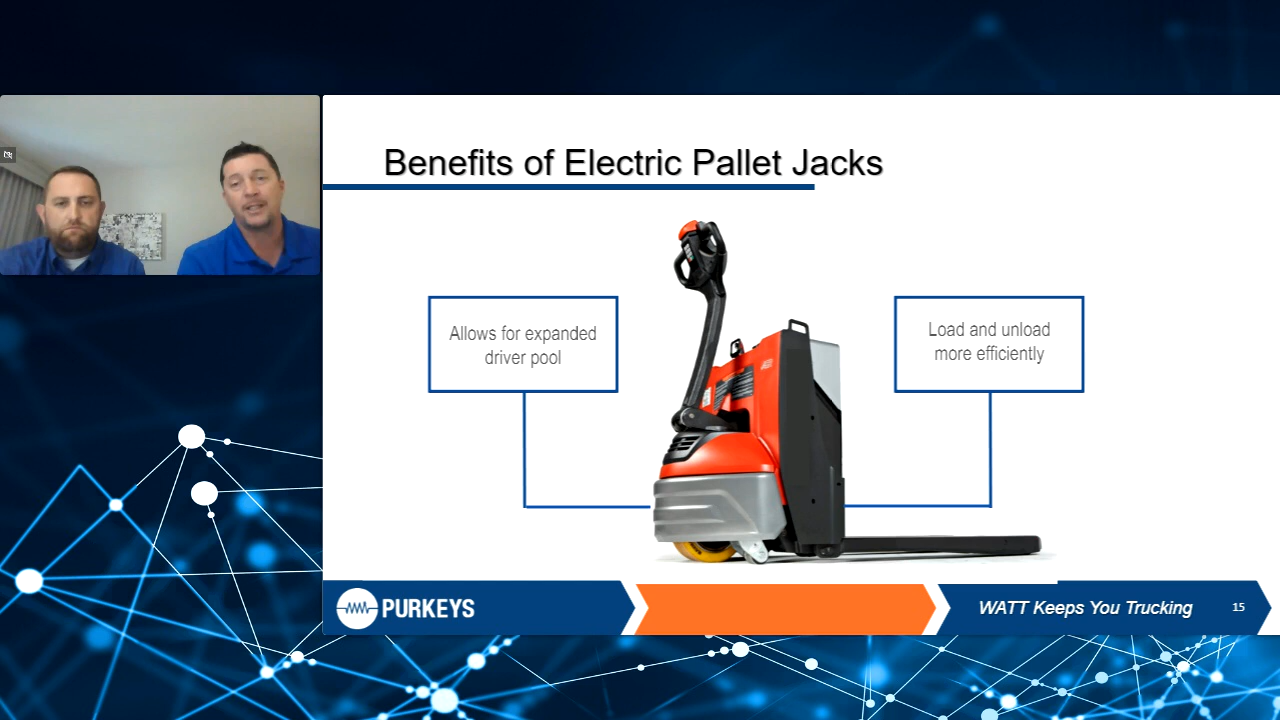 Benefits of Electric Pallet Jacks
Allows for expanded
driver pool
Load and unload
more efficiently
PURKEYS
WATT Keeps You Trucking
15